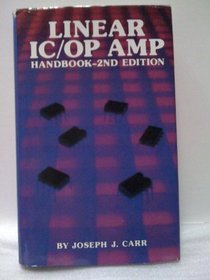 LINEAR
IC/OP AMP
HANDBOOK-2ND EDITION
BY JOSEPH J. CARR